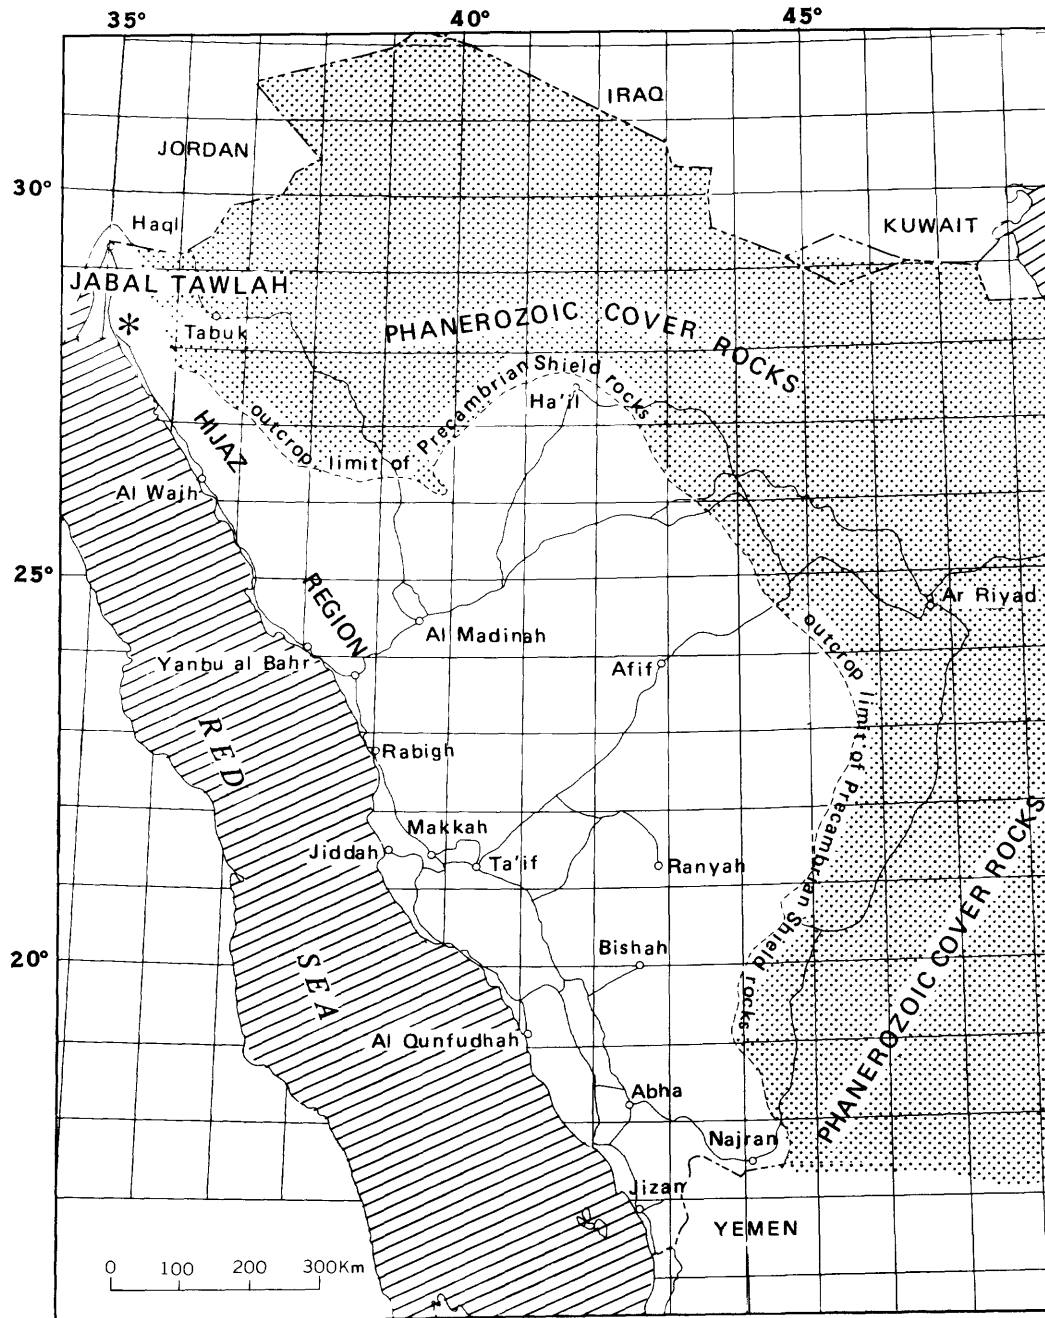 35° 40° 45°
IRAQ
JORDAN
30°
Haql
KUWAIT
JABAL TAWLAH
*
Tabuk
PHANEROZOIC COVER ROCKS
outcrop limit of Precambrian Shield rocks
Ha'il
HIJAZ
Al Wajh
25°
REGION
Ar Riyad
Al Madinah
outcrop limit of Precambrian Shield rocks
Yanbu al Bahr
Afif
RED
Rabigh
Makkah
Jiddah
Ta'if
Ranyah
PHANEROZOIC COVER ROCKS
20°
Bishah
SEA
Al Qunfudhah
Abha
Najran
Jizan
YEMEN
0 100 200 300Km